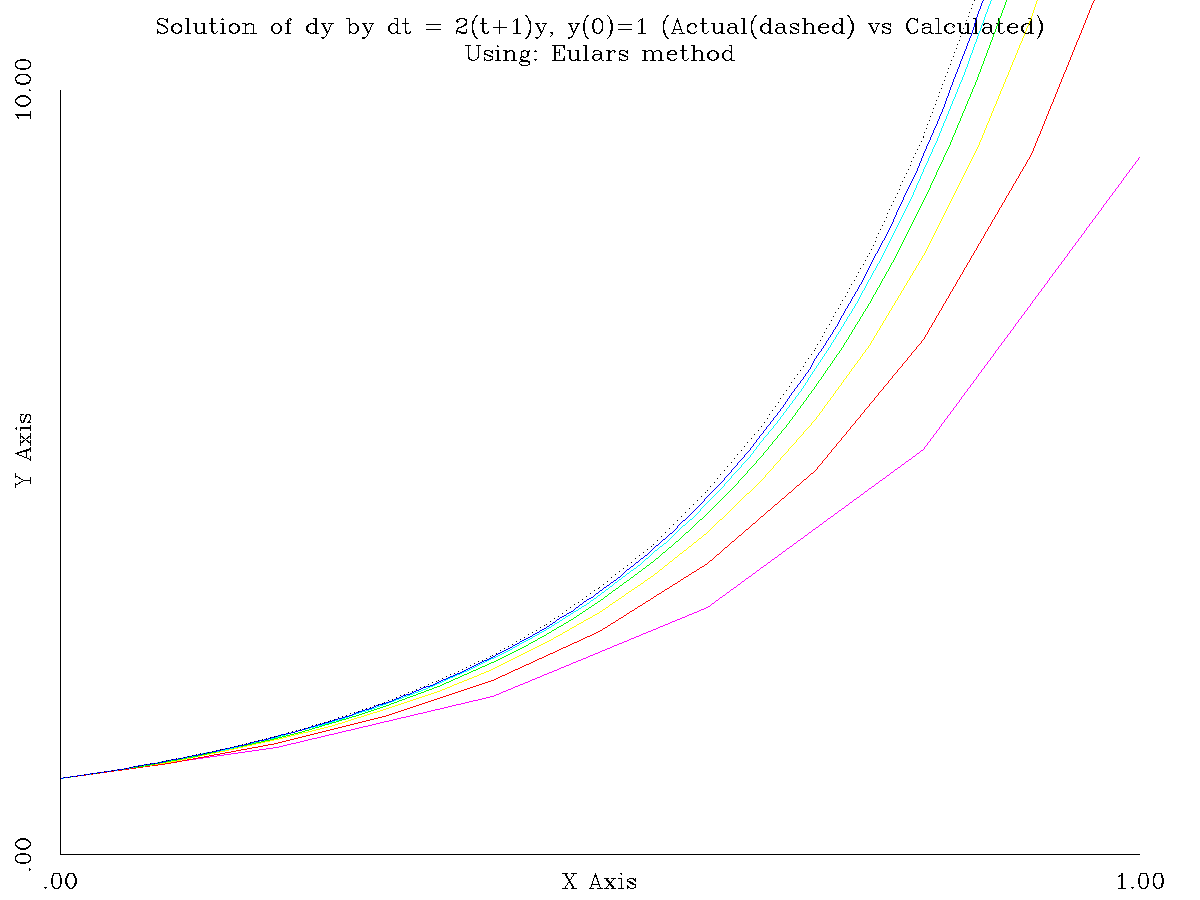 Solution of dy by dt = 2(t+1)y, y(0)=1 (Actual(dashed) vs Calculated)
Using: Eulars method
10.00
Y Axis
.00
.00
X Axis
1.00